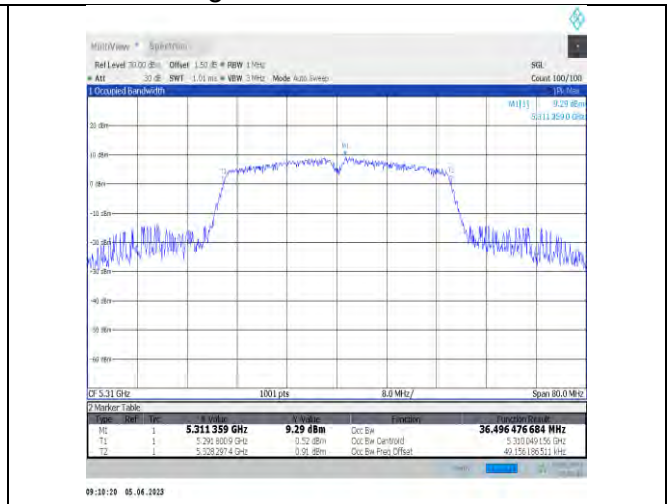 MultiView Spectrum
Ref Level 30.00 dBm Offset 1.50 dB RBW 1 MHz SGL
Att 30 dB SWT 1.01 ms VBW 3 MHz Mode Auto Sweep Count 100/100
1 Occupied Bandwidth 1Pk Max
M1[1] 9.29 dBm
5.311 359 0 GHz
20 dBm
M1
10 dBm
T1 T2
0 dBm
-10 dBm
-20 dBm
-30 dBm
-40 dBm
-50 dBm
-60 dBm
CF 5.31 GHz 1001 pts 8.0 MHz/ Span 80.0 MHz
2 Marker Table
Type Ref Trc X-Value Y-Value Function Function Result
M1 1 5.311 359 GHz 9.29 dBm Occ Bw 36.496 476 684 MHz
T1 1 5.291 800 9 GHz 0.52 dBm Occ Bw Centroid 5.310 049 156 GHz
T2 1 5.328 297 4 GHz 0.91 dBm Occ Bw Freq Offset 49.156 186 511 kHz
09:10:20 05.06.2023